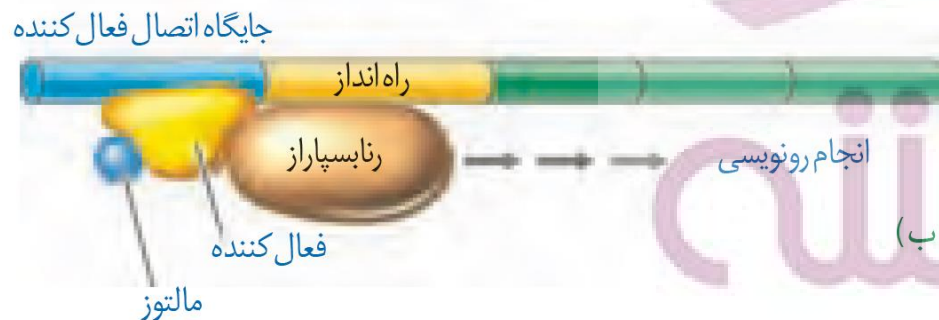 جایگاه اتصال فعال کننده
راه انداز
رنابسپاراز
انجام رونویسی
فعال کننده
ب)
مالتوز